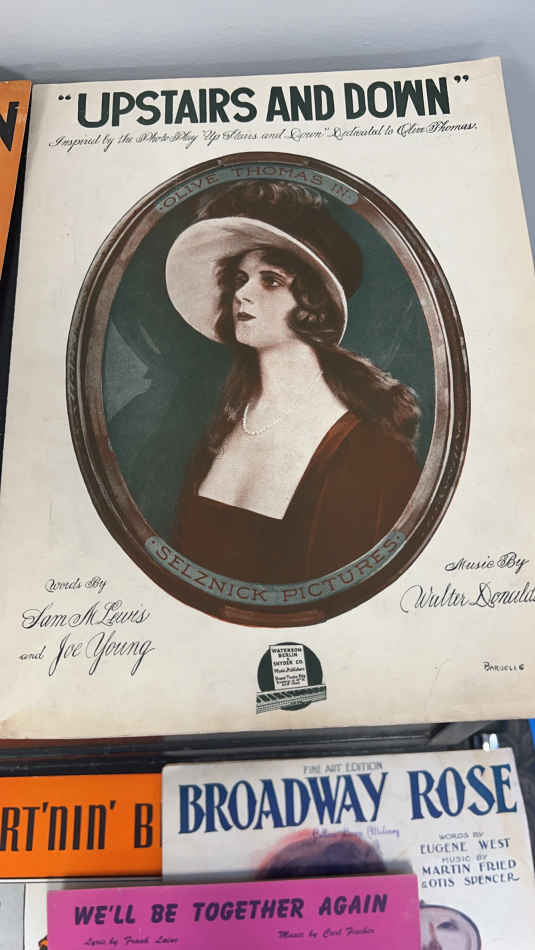 "UPSTAIRS AND DOWN"
Inspired by the Photo-Play "Up Stairs and Down" Dedicated to Olive Thomas.
OLIVE THOMAS IN
SELZNICK PICTURES
Words By
Sam M Lewis
and Joe Young
Music By
Walter Donalds
WATERSON
BERLIN
&
SNYDER CO.
Music Publishers
BARBELLE
RT'NIN' B
FINE ART EDITION
BROADWAY ROSE
WORDS BY
EUGENE WEST
MUSIC BY
MARTIN FRIED
& OTIS SPENCER
WE'LL BE TOGETHER AGAIN
Lyric by Frank Laine
Music by Carl Fischer